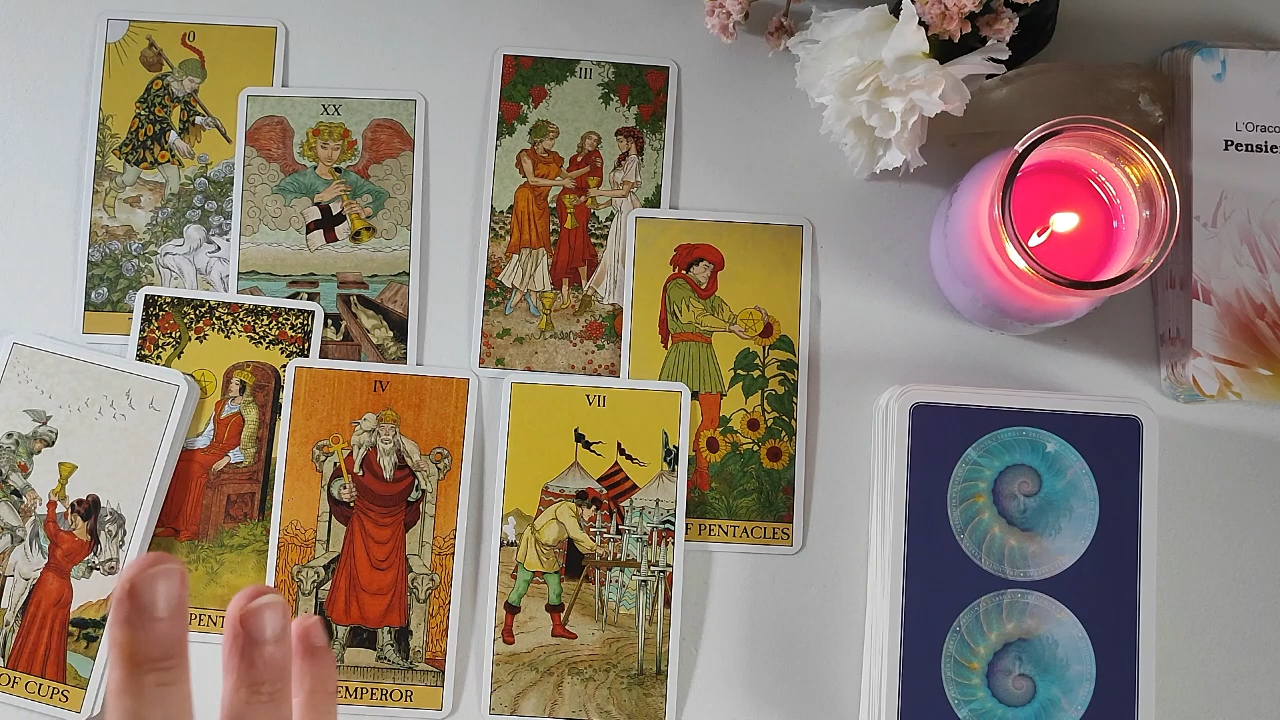 0
XX
III
IV
VII
F PENTACLES
PENT
EMPEROR
OF CUPS
L'Oraco
Pensie